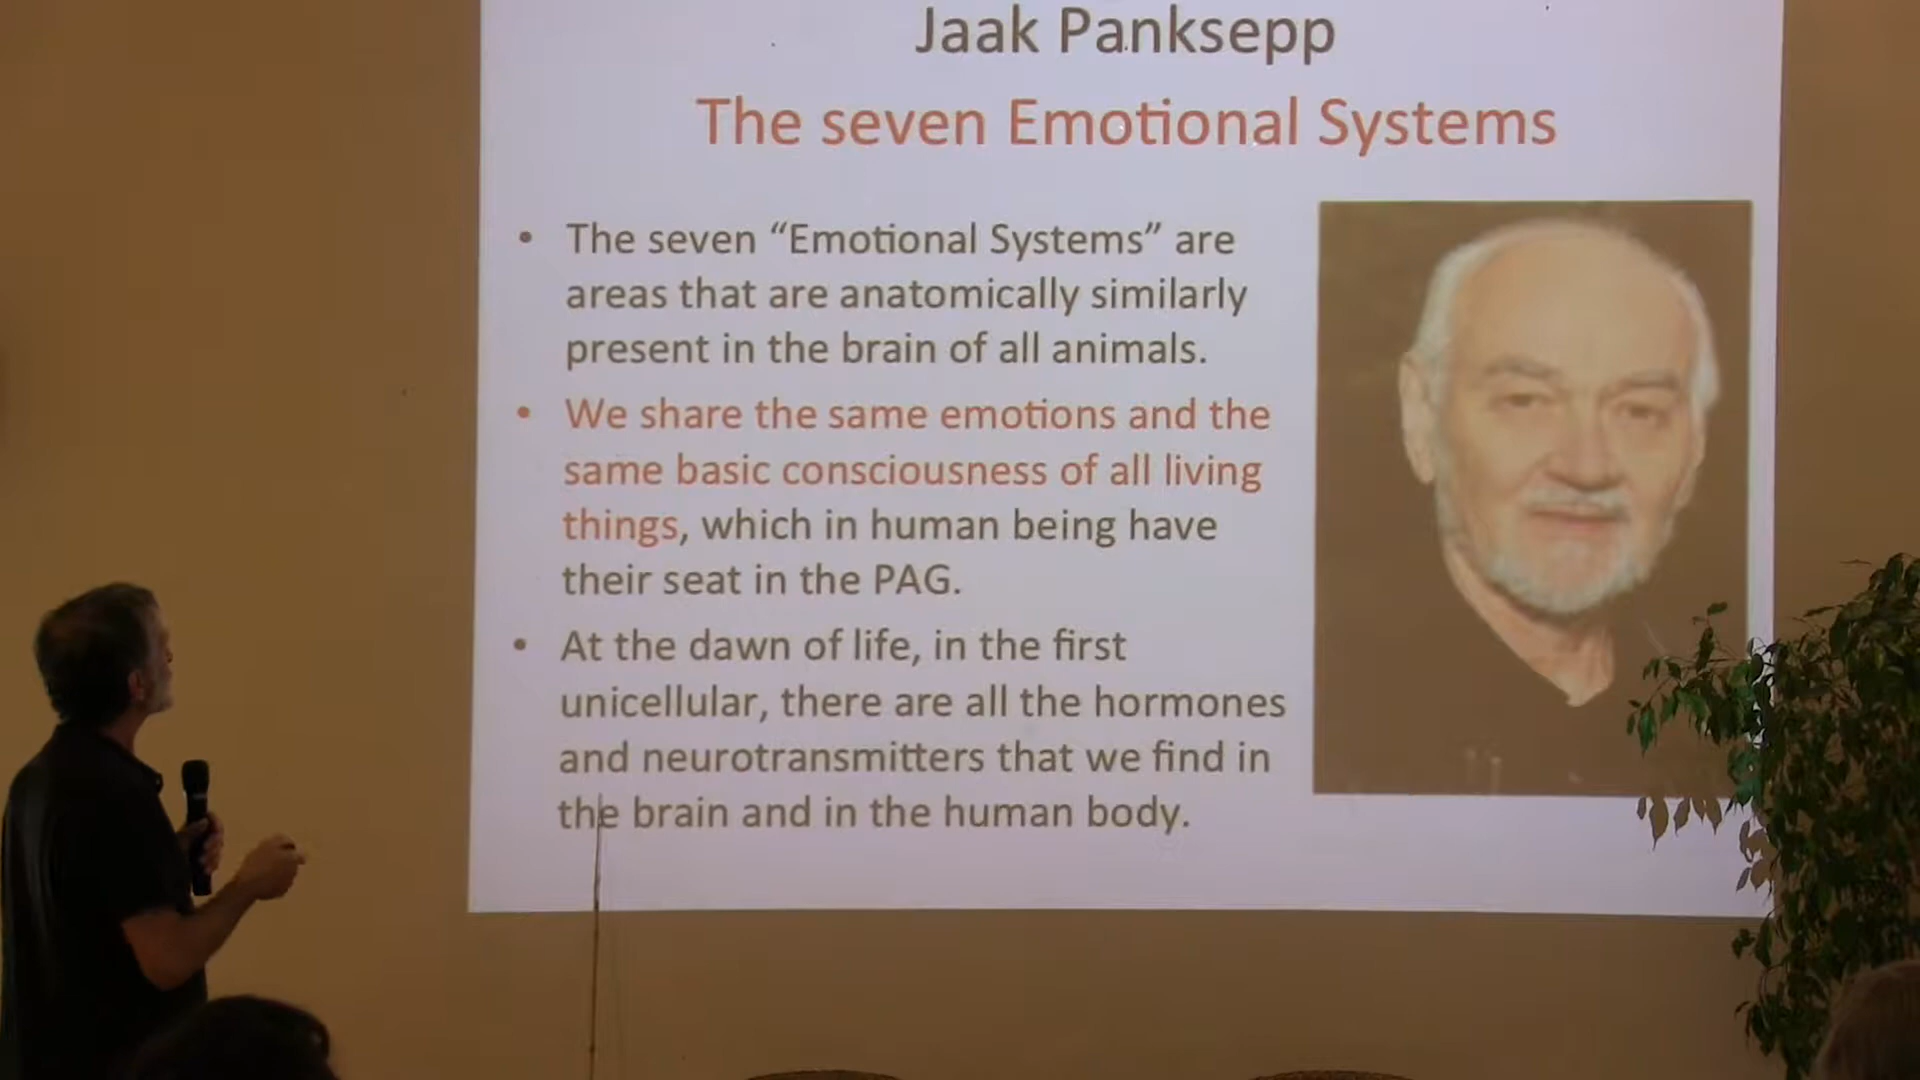 Jaak Panksepp
The seven Emotional Systems
• The seven “Emotional Systems” are
areas that are anatomically similarly
present in the brain of all animals.
• We share the same emotions and the
same basic consciousness of all living
things, which in human being have
their seat in the PAG.
• At the dawn of life, in the first
unicellular, there are all the hormones
and neurotransmitters that we find in
the brain and in the human body.